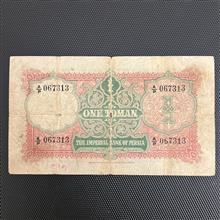 A/P 067313 A/P 067313
ONE TOMAN
THE IMPERIAL BANK OF PERSIA
A/P 067313 A/P 067313